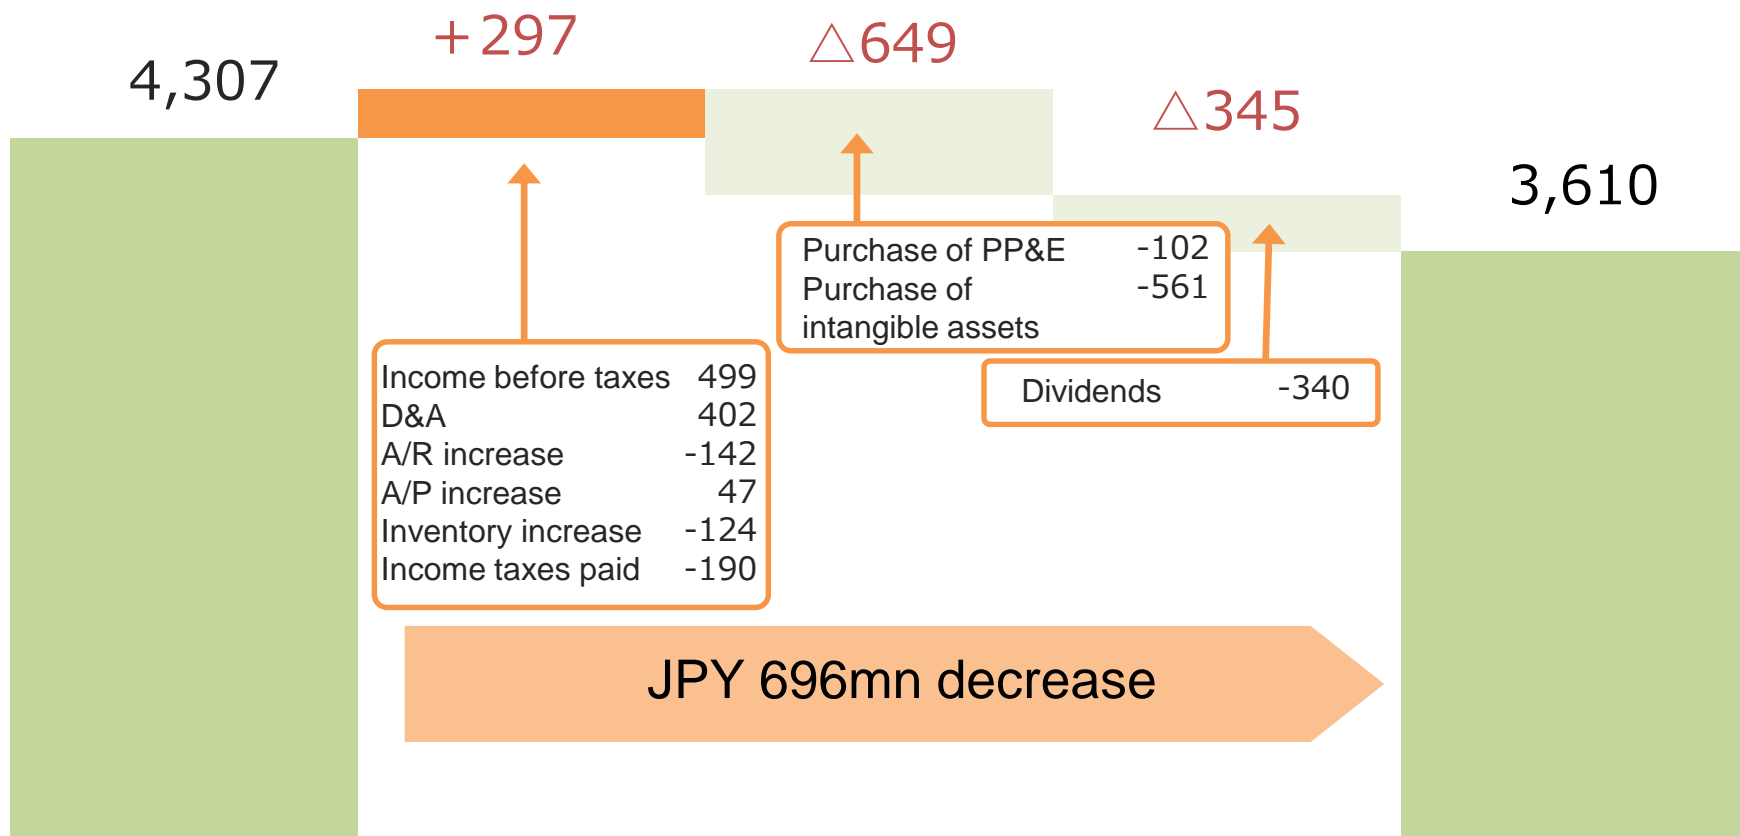 4,307
+297
△649
△345
3,610
Purchase of PP&E -102
Purchase of -561
intangible assets
Dividends -340
Income before taxes 499
D&A 402
A/R increase -142
A/P increase 47
Inventory increase -124
Income taxes paid -190
JPY 696mn decrease